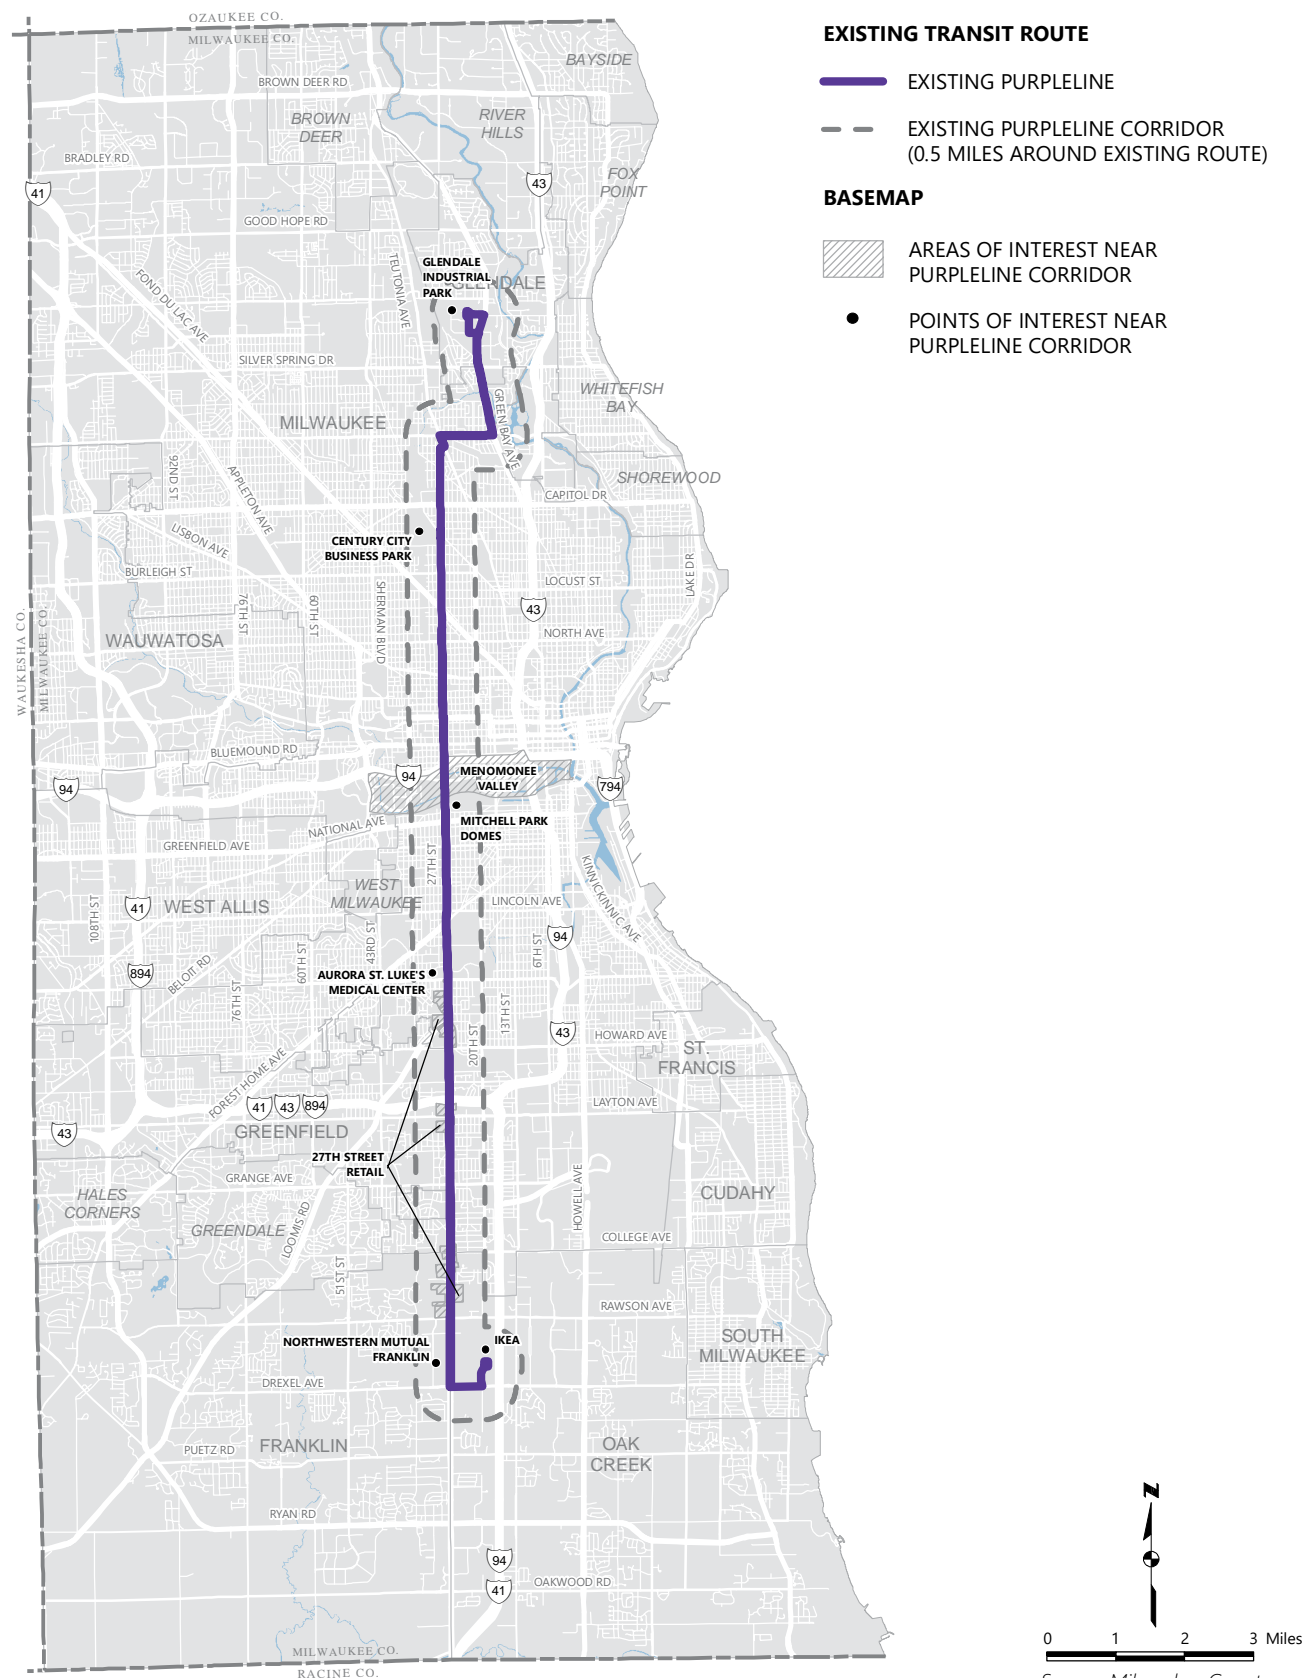 OZAUKEE CO.
MILWAUKEE CO.
EXISTING TRANSIT ROUTE
EXISTING PURPLELINE
EXISTING PURPLELINE CORRIDOR
(0.5 MILES AROUND EXISTING ROUTE)
BASEMAP
AREAS OF INTEREST NEAR
PURPLELINE CORRIDOR
POINTS OF INTEREST NEAR
PURPLELINE CORRIDOR
BAYSIDE
BROWN DEER RD
BROWN
DEER
RIVER
HILLS
BRADLEY RD
FOX
POINT
41
43
GOOD HOPE RD
TEUTONIA AVE
GLENDALE
INDUSTRIAL
PARK
GLENDALE
FOND DU LAC AVE
SILVER SPRING DR
WHITEFISH
BAY
GREEN BAY AVE
MILWAUKEE
92ND ST
APPLETON AVE
SHOREWOOD
CAPITOL DR
LISBON AVE
CENTURY CITY
BUSINESS PARK
BURLEIGH ST
LOCUST ST
LAKE DR
76TH ST
60TH ST
SHERMAN BLVD
43
NORTH AVE
WAUWATOSA
WAUKESHA CO.
MILWAUKEE CO.
BLUEMOUND RD
94
94
MENOMONEE
VALLEY
794
MITCHELL PARK
DOMES
NATIONAL AVE
GREENFIELD AVE
27TH ST
KINNICKINNIC AVE
WEST
MILWAUKEE
LINCOLN AVE
WEST ALLIS
41
108TH ST
43RD ST
60TH ST
6TH ST
94
894
BELOIT RD
76TH ST
AURORA ST. LUKE'S
MEDICAL CENTER
13TH ST
20TH ST
43
HOWARD AVE
ST.
FRANCIS
FOREST HOME AVE
41
43
894
LAYTON AVE
43
GREENFIELD
27TH STREET
RETAIL
GRANGE AVE
HALES
CORNERS
GREENDALE
LOOMIS RD
HOWELL AVE
CUDAHY
COLLEGE AVE
51ST ST
RAWSON AVE
NORTHWESTERN MUTUAL
FRANKLIN
IKEA
SOUTH
MILWAUKEE
DREXEL AVE
PUETZ RD
FRANKLIN
OAK
CREEK
RYAN RD
94
41
OAKWOOD RD
N
0 1 2 3 Miles
MILWAUKEE CO.
RACINE CO.